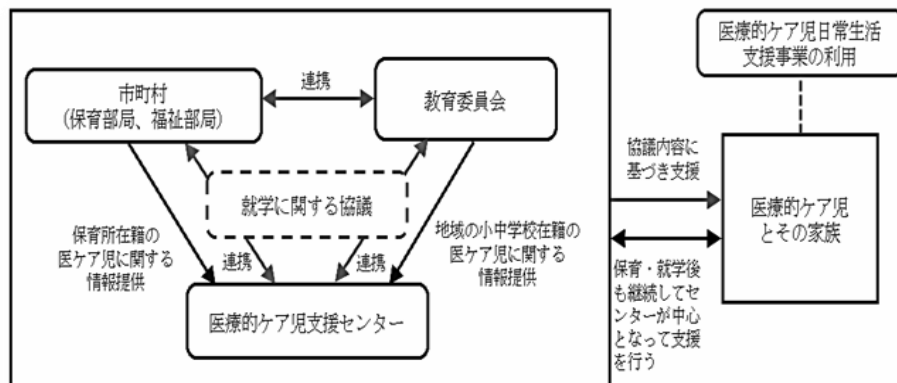 医療的ケア児日常生活
支援事業の利用
市町村
(保育部局、福祉部局)
連携
教育委員会
協議内容に
基づき支援
就学に関する協議
医療的ケア児
とその家族
保育所在籍の
医ケア児に関する
情報提供
連携
連携
地域の小中学校在籍の
医ケア児に関する
情報提供
保育・就学後
も継続してセ
ンターが中心
となって支援
を行う
医療的ケア児支援センター